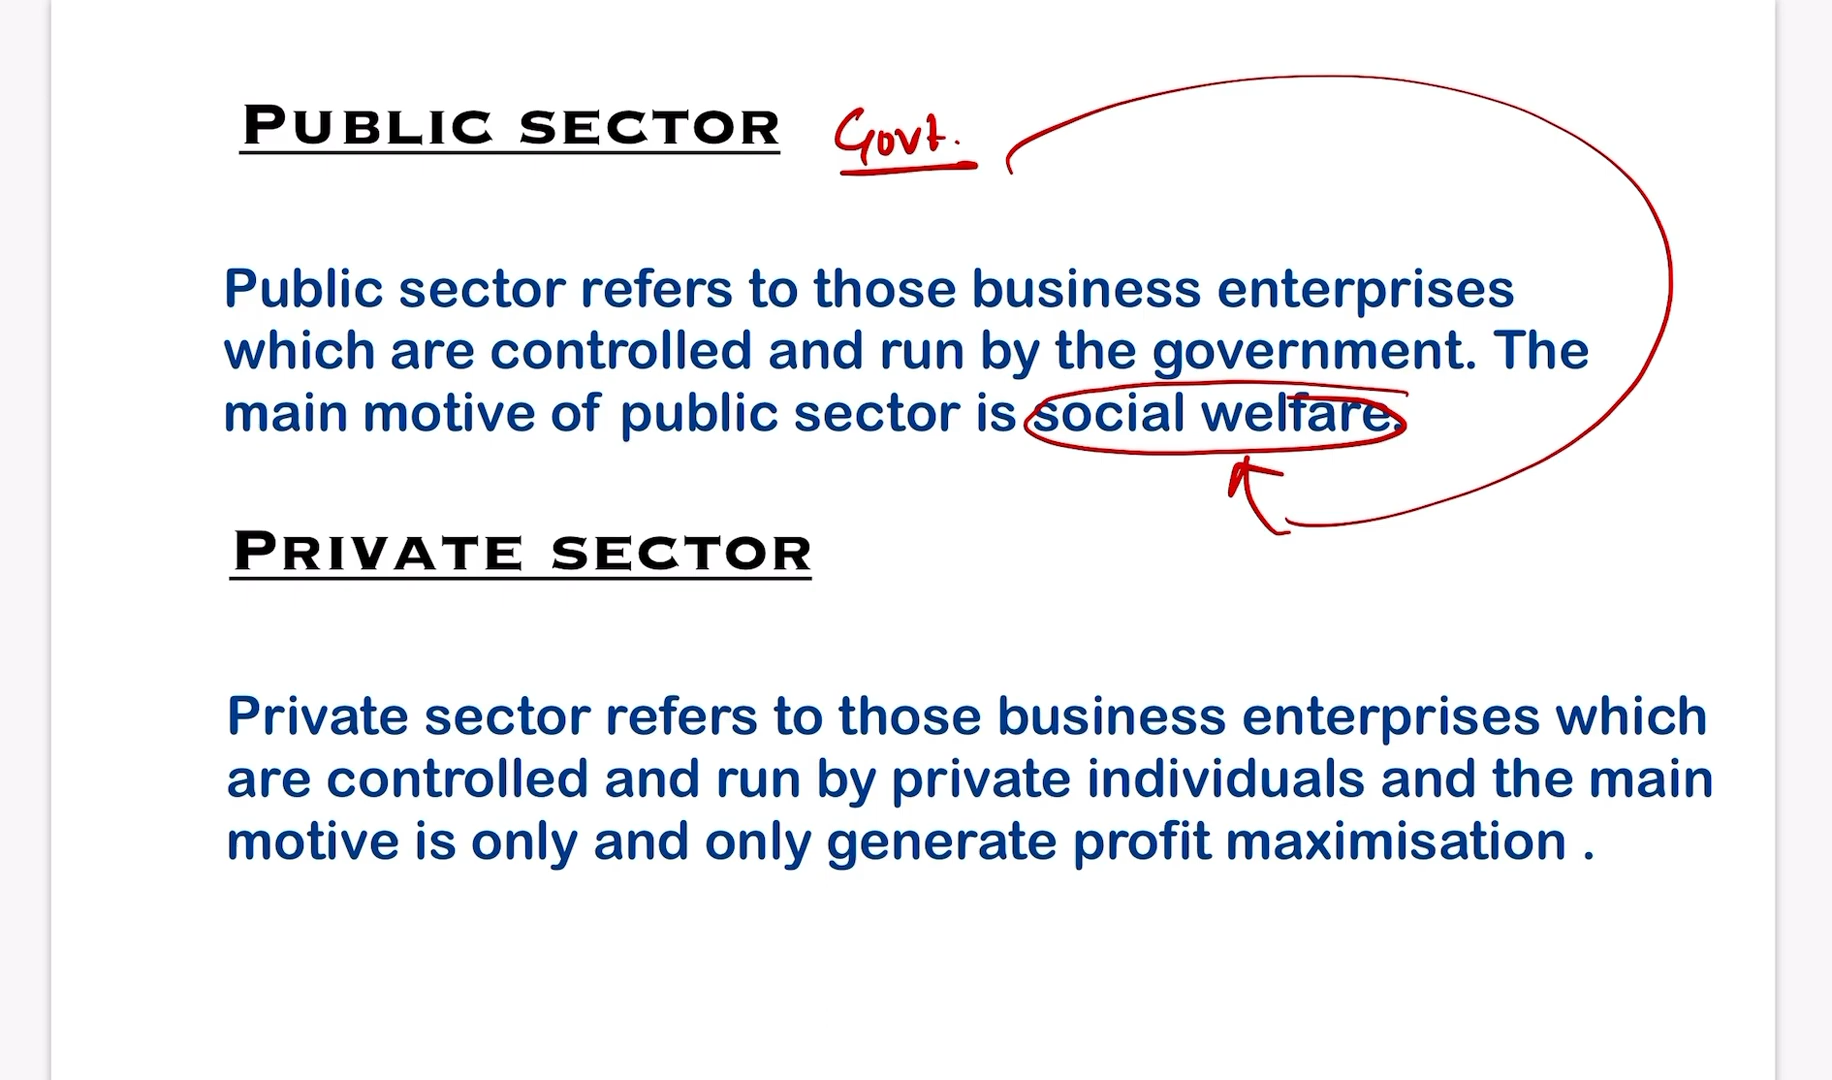 PUBLIC SECTOR Govt.
Public sector refers to those business enterprises
which are controlled and run by the government. The
main motive of public sector is social welfare.
PRIVATE SECTOR
Private sector refers to those business enterprises which
are controlled and run by private individuals and the main
motive is only and only generate profit maximisation .